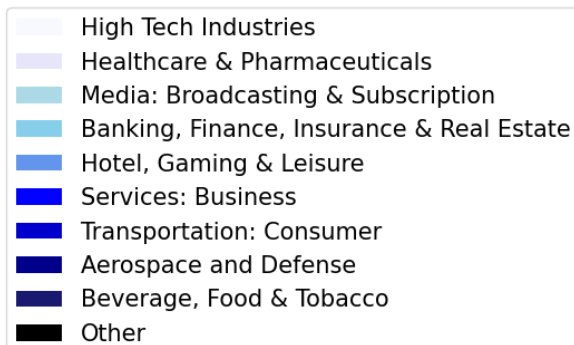 High Tech Industries
Healthcare & Pharmaceuticals
Media: Broadcasting & Subscription
Banking, Finance, Insurance & Real Estate
Hotel, Gaming & Leisure
Services: Business
Transportation: Consumer
Aerospace and Defense
Beverage, Food & Tobacco
Other